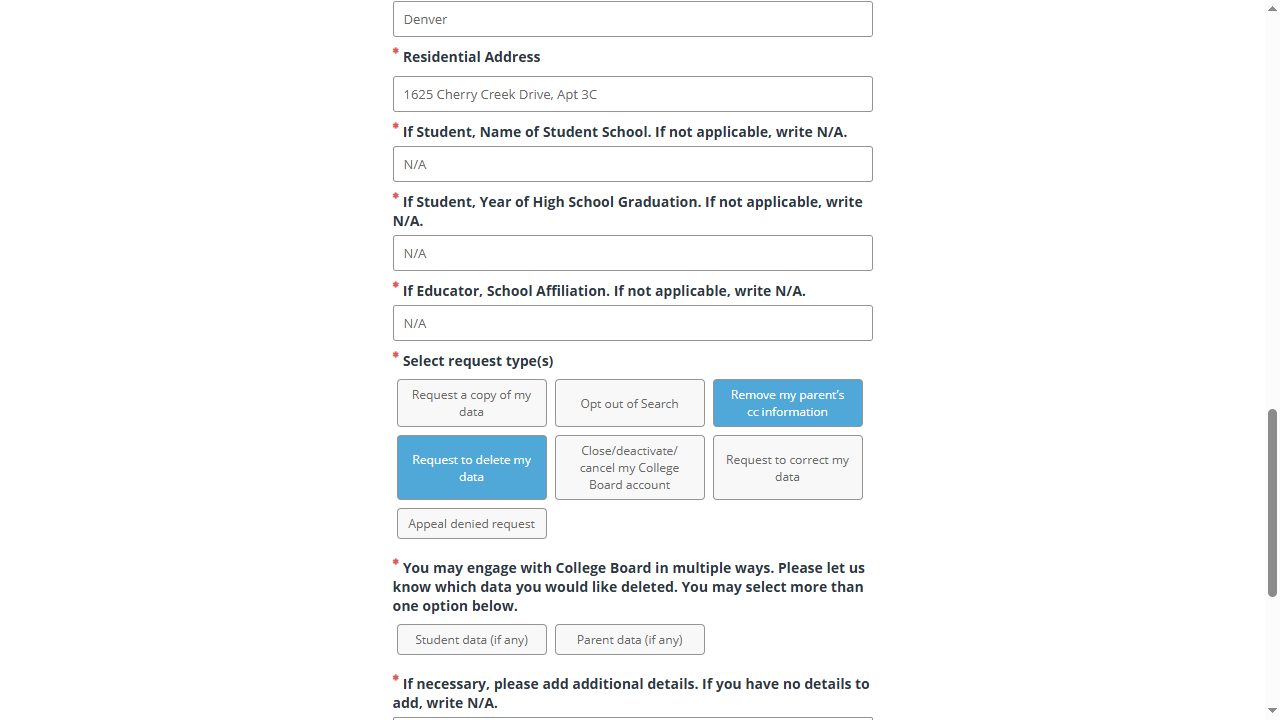 Denver
* Residential Address
1625 Cherry Creek Drive, Apt 3C
* If Student, Name of Student School. If not applicable, write N/A.
N/A
* If Student, Year of High School Graduation. If not applicable, write
N/A.
N/A
* If Educator, School Affiliation. If not applicable, write N/A.
N/A
* Select request type(s)
Request a copy of my
data
Opt out of Search
Remove my parent's
cc information
Request to delete my
data
Close/deactivate/
cancel my College
Board account
Request to correct my
data
Appeal denied request
* You may engage with College Board in multiple ways. Please let us
know which data you would like deleted. You may select more than
one option below.
Student data (if any)
Parent data (if any)
* If necessary, please add additional details. If you have no details to
add, write N/A.